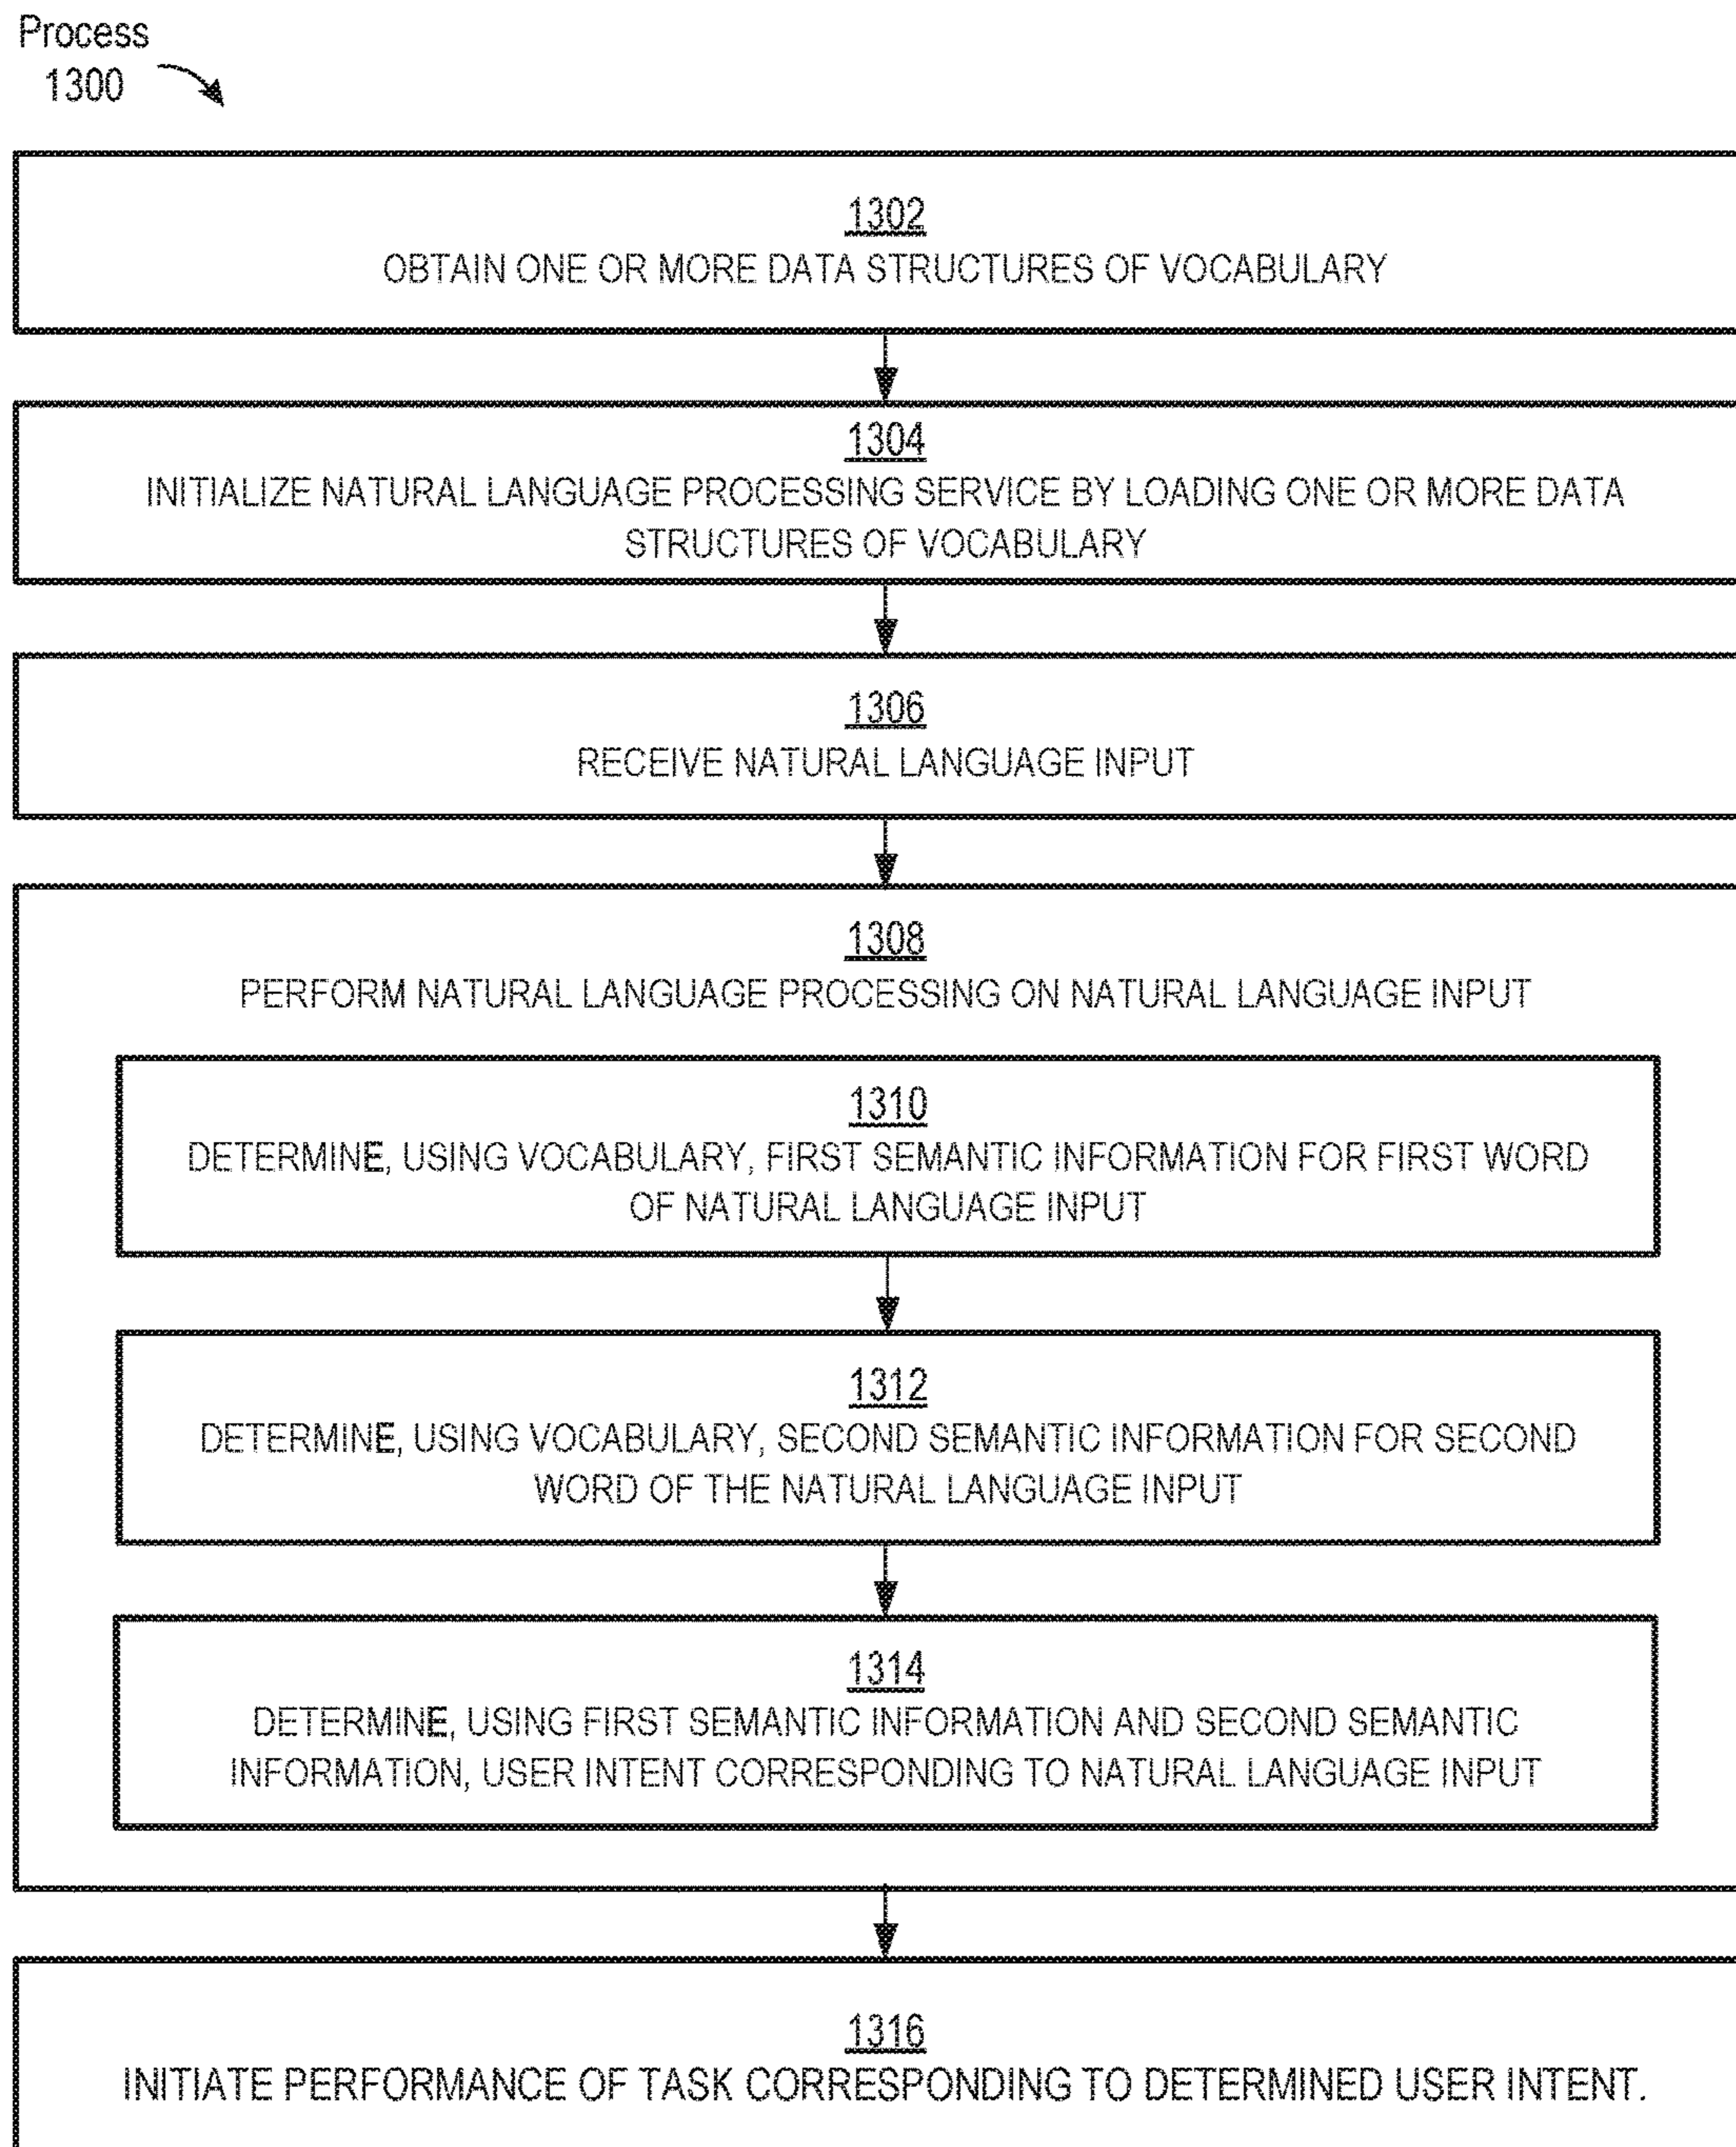 Process
1300
1302
OBTAIN ONE OR MORE DATA STRUCTURES OF VOCABULARY
1304
INITIALIZE NATURAL LANGUAGE PROCESSING SERVICE BY LOADING ONE OR MORE DATA
STRUCTURES OF VOCABULARY
1306
RECEIVE NATURAL LANGUAGE INPUT
1308
PERFORM NATURAL LANGUAGE PROCESSING ON NATURAL LANGUAGE INPUT
1310
DETERMINE, USING VOCABULARY, FIRST SEMANTIC INFORMATION FOR FIRST WORD
OF NATURAL LANGUAGE INPUT
1312
DETERMINE, USING VOCABULARY, SECOND SEMANTIC INFORMATION FOR SECOND
WORD OF THE NATURAL LANGUAGE INPUT
1314
DETERMINE, USING FIRST SEMANTIC INFORMATION AND SECOND SEMANTIC
INFORMATION, USER INTENT CORRESPONDING TO NATURAL LANGUAGE INPUT
1316
INITIATE PERFORMANCE OF TASK CORRESPONDING TO DETERMINED USER INTENT.